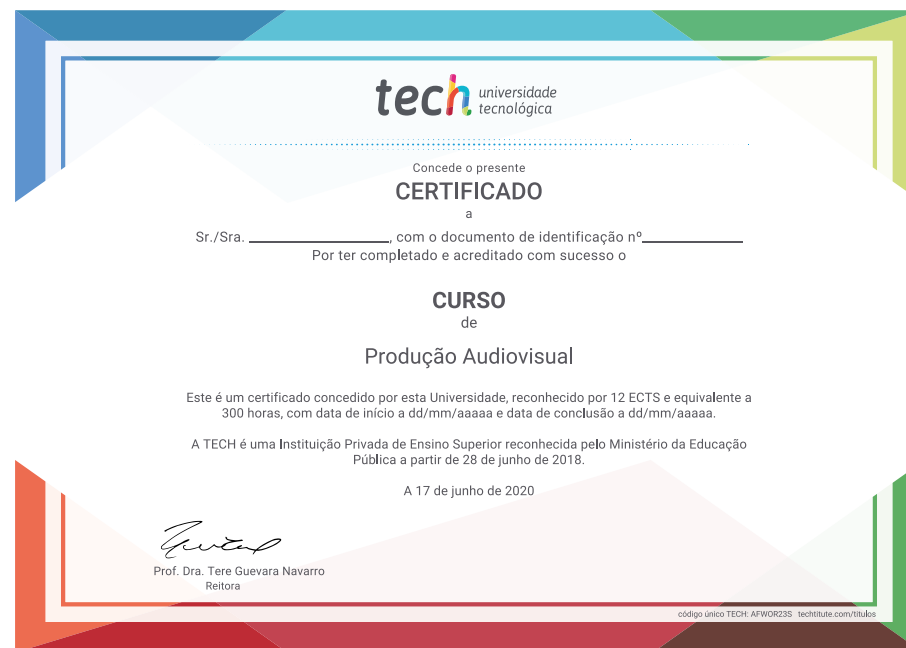 tech universidade
tecnológica
Concede o presente
CERTIFICADO
a
Sr./Sra. ____________________, com o documento de identificação nº______________
Por ter completado e acreditado com sucesso o
CURSO
de
Produção Audiovisual
Este é um certificado concedido por esta Universidade, reconhecido por 12 ECTS e equivalente a
300 horas, com data de início a dd/mm/aaaaa e data de conclusão a dd/mm/aaaaa.
A TECH é uma Instituição Privada de Ensino Superior reconhecida pelo Ministério da Educação
Pública a partir de 28 de junho de 2018.
A 17 de junho de 2020
Prof. Dra. Tere Guevara Navarro
Reitora
código único TECH: AFWOR23S techtitute.com/titulos